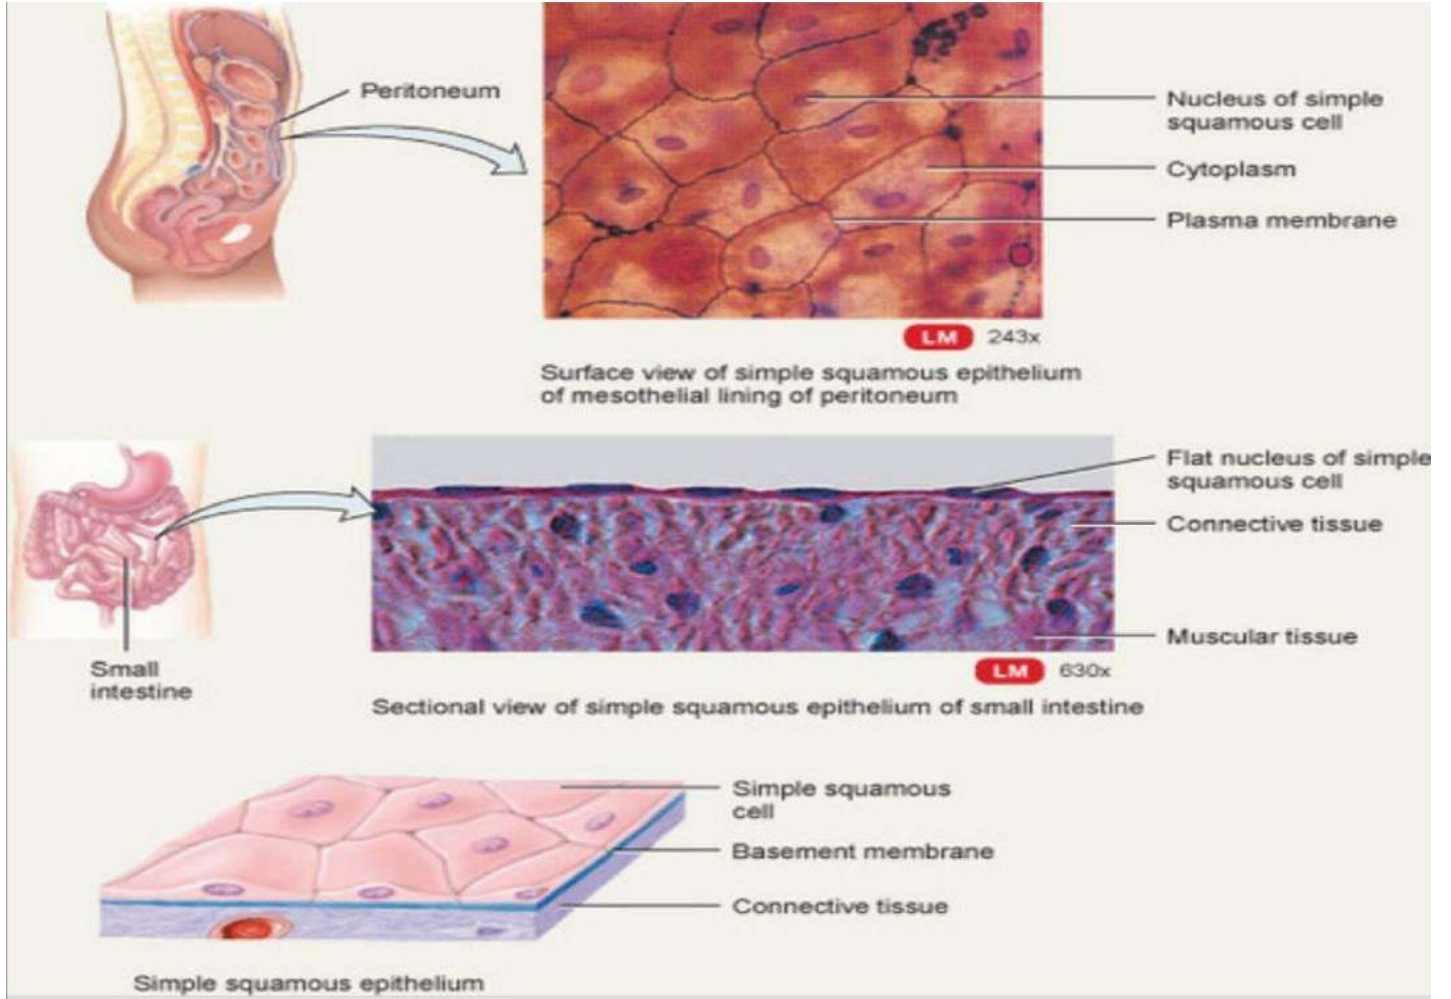 Peritoneum
Nucleus of simple
squamous cell
Cytoplasm
Plasma membrane
LM 243x
Surface view of simple squamous epithelium
of mesothelial lining of peritoneum
Flat nucleus of simple
squamous cell
Connective tissue
Muscular tissue
Small
intestine
LM 630x
Sectional view of simple squamous epithelium of small intestine
Simple squamous
cell
Basement membrane
Connective tissue
Simple squamous epithelium